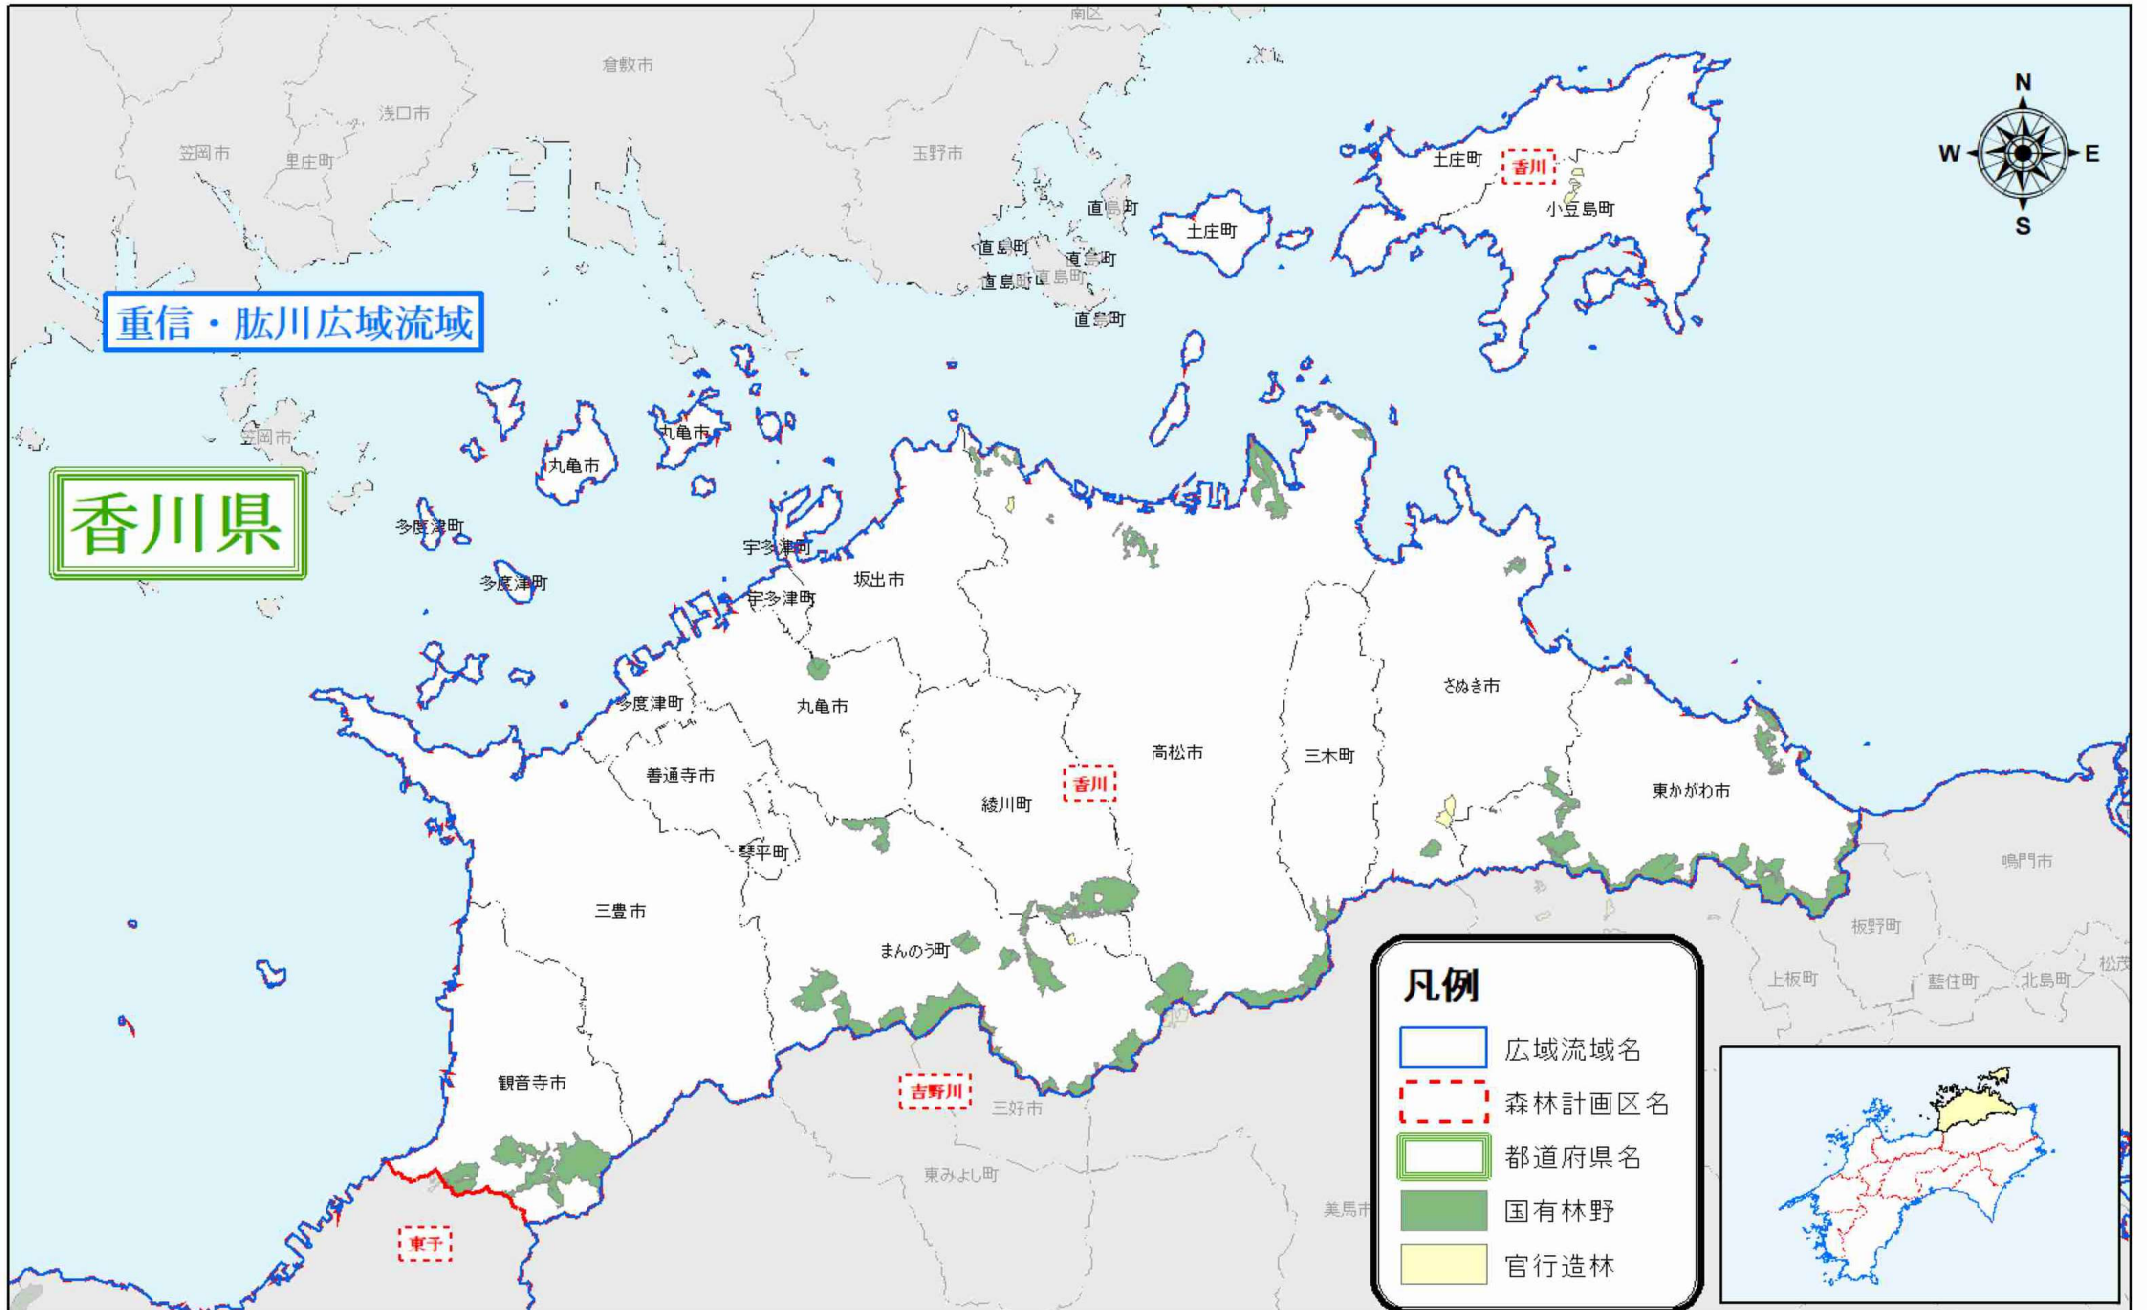 南区
倉敷市
浅口市
笠岡市
里庄町
玉野市
N
W
E
S
土庄町
香川
小豆島町
直島町
土庄町
直島町
直島町
直島町
直島町
直島町
重信・肱川広域流域
笠岡市
丸亀市
丸亀市
香川県
多度津町
宇多津町
多度津町
坂出市
宇多津町
さぬき市
多度津町
丸亀市
高松市
三木町
善通寺市
香川
綾川町
東かがわ市
琴平町
鳴門市
三豊市
板野町
まんのう町
松茂
上板町
藍住町
北島町
観音寺市
吉野川
三好市
東みよし町
美馬市
東予
凡例
広域流域名
森林計画区名
都道府県名
国有林野
官行造林